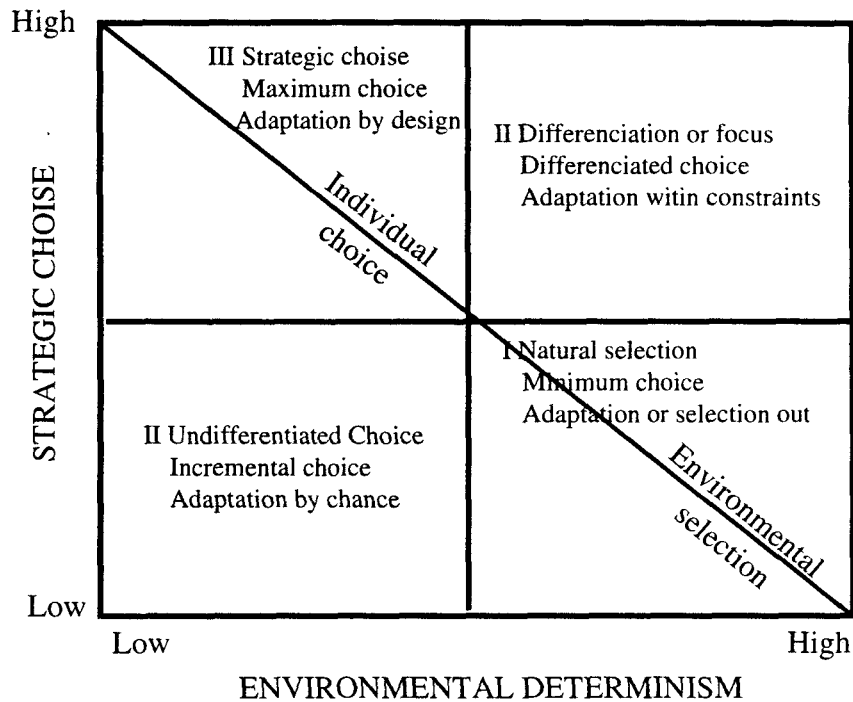 High
III Strategic choise
Maximum choice
Adaptation by design
II Differenciation or focus
Differenciated choice
Adaptation witin constraints
Individual
choice
STRATEGIC CHOISE
I Natural selection
Minimum choice
Adaptation or selection out
II Undifferentiated Choice
Incremental choice
Adaptation by chance
Environmental
selection
Low
Low
High
ENVIRONMENTAL DETERMINISM